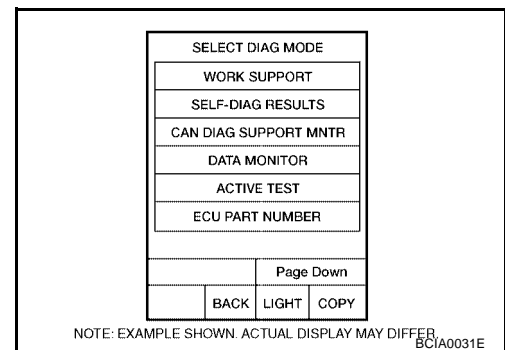 SELECT DIAG MODE
WORK SUPPORT
SELF-DIAG RESULTS
CAN DIAG SUPPORT MNTR
DATA MONITOR
ACTIVE TEST
ECU PART NUMBER
Page Down
BACK LIGHT COPY
NOTE: EXAMPLE SHOWN. ACTUAL DISPLAY MAY DIFFER.
BCIA0031E